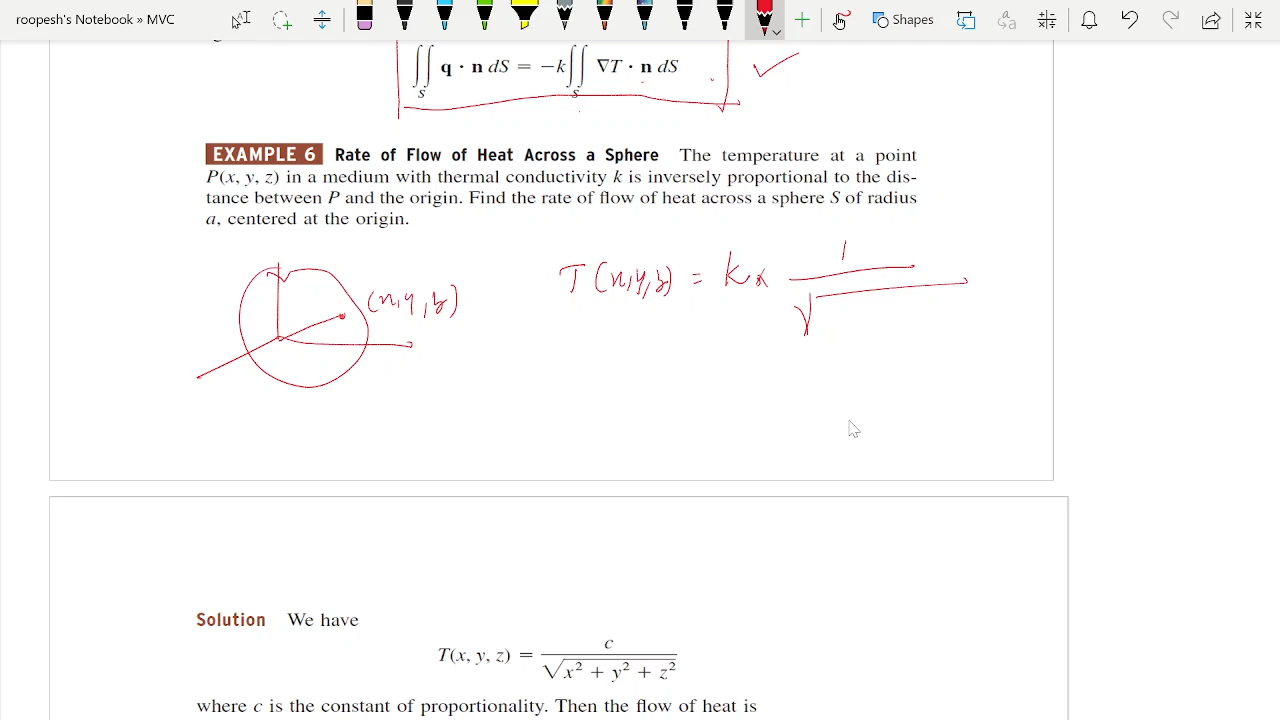 roopesh's Notebook » MVC
Shapes
∬ q · n dS = −k∬ ∇T · n dS
S S
EXAMPLE 6 Rate of Flow of Heat Across a Sphere The temperature at a point
P(x, y, z) in a medium with thermal conductivity k is inversely proportional to the dis-
tance between P and the origin. Find the rate of flow of heat across a sphere S of radius
a, centered at the origin.
T (x,y,z) = k × 1/√
(x,y,z)
Solution We have
T(x, y, z) = c/√x² + y² + z²
where c is the constant of proportionality. Then the flow of heat is